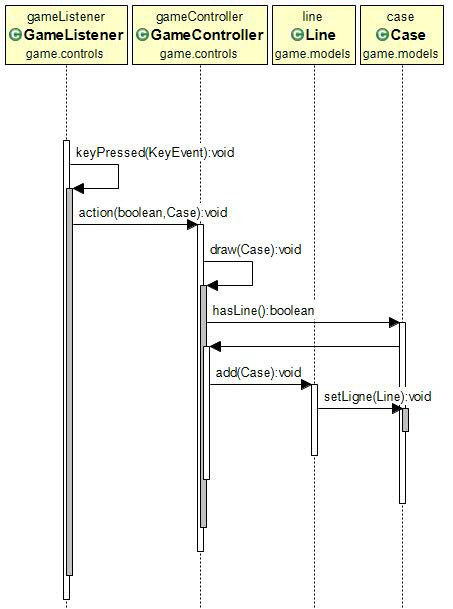 gameListener
GameListener
game.controls
gameController
GameController
game.controls
line
Line
game.models
case
Case
game.models
keyPressed(KeyEvent):void
action(boolean,Case):void
draw(Case):void
hasLine():boolean
add(Case):void
setLigne(Line):void